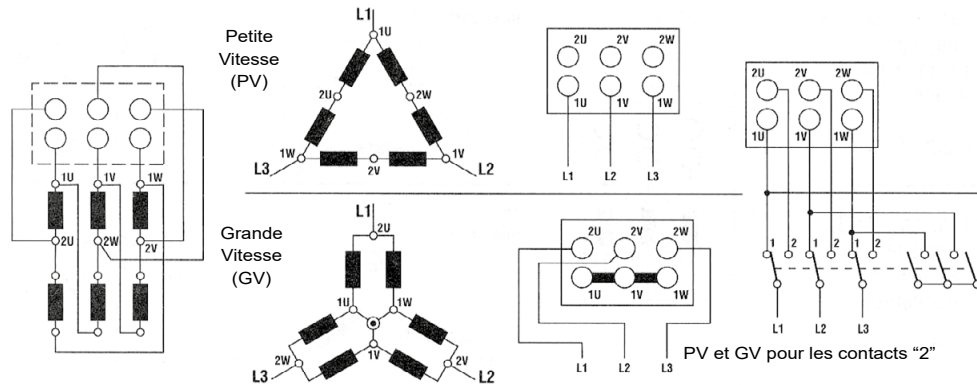 1U 1V 1W
2U 2W 2V
Petite
Vitesse
(PV)
L1
1U
2U 2W
1W 1V
L3 2V L2
2U 2V 2W
1U 1V 1W
L1 L2 L3
Grande
Vitesse
(GV)
L1
2U
1U 1W
2W 1V 2V
L3 L2
2U 2V 2W
1U 1V 1W
L1 L2 L3
2U 2V 2W
1U 1V 1W
1 2 1 2 1 2
L1 L2 L3
PV et GV pour les contacts “2”